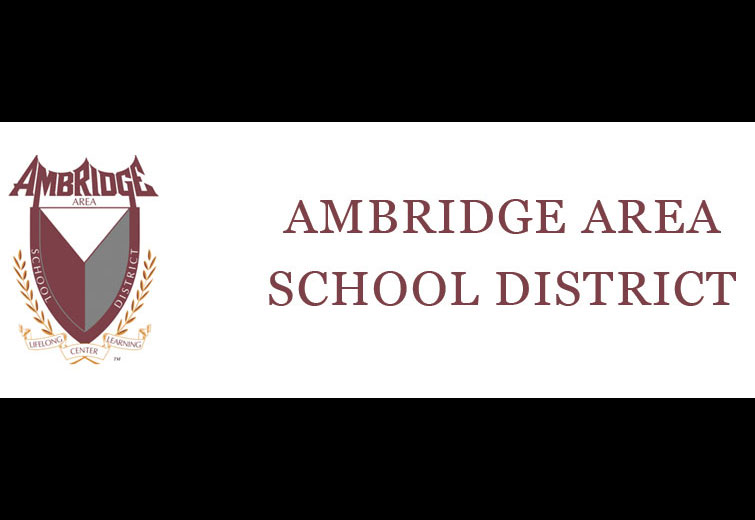 AMBRIDGE
AREA
SCHOOL DISTRICT
LIFELONG CENTER LEARNING
™
AMBRIDGE AREA
SCHOOL DISTRICT